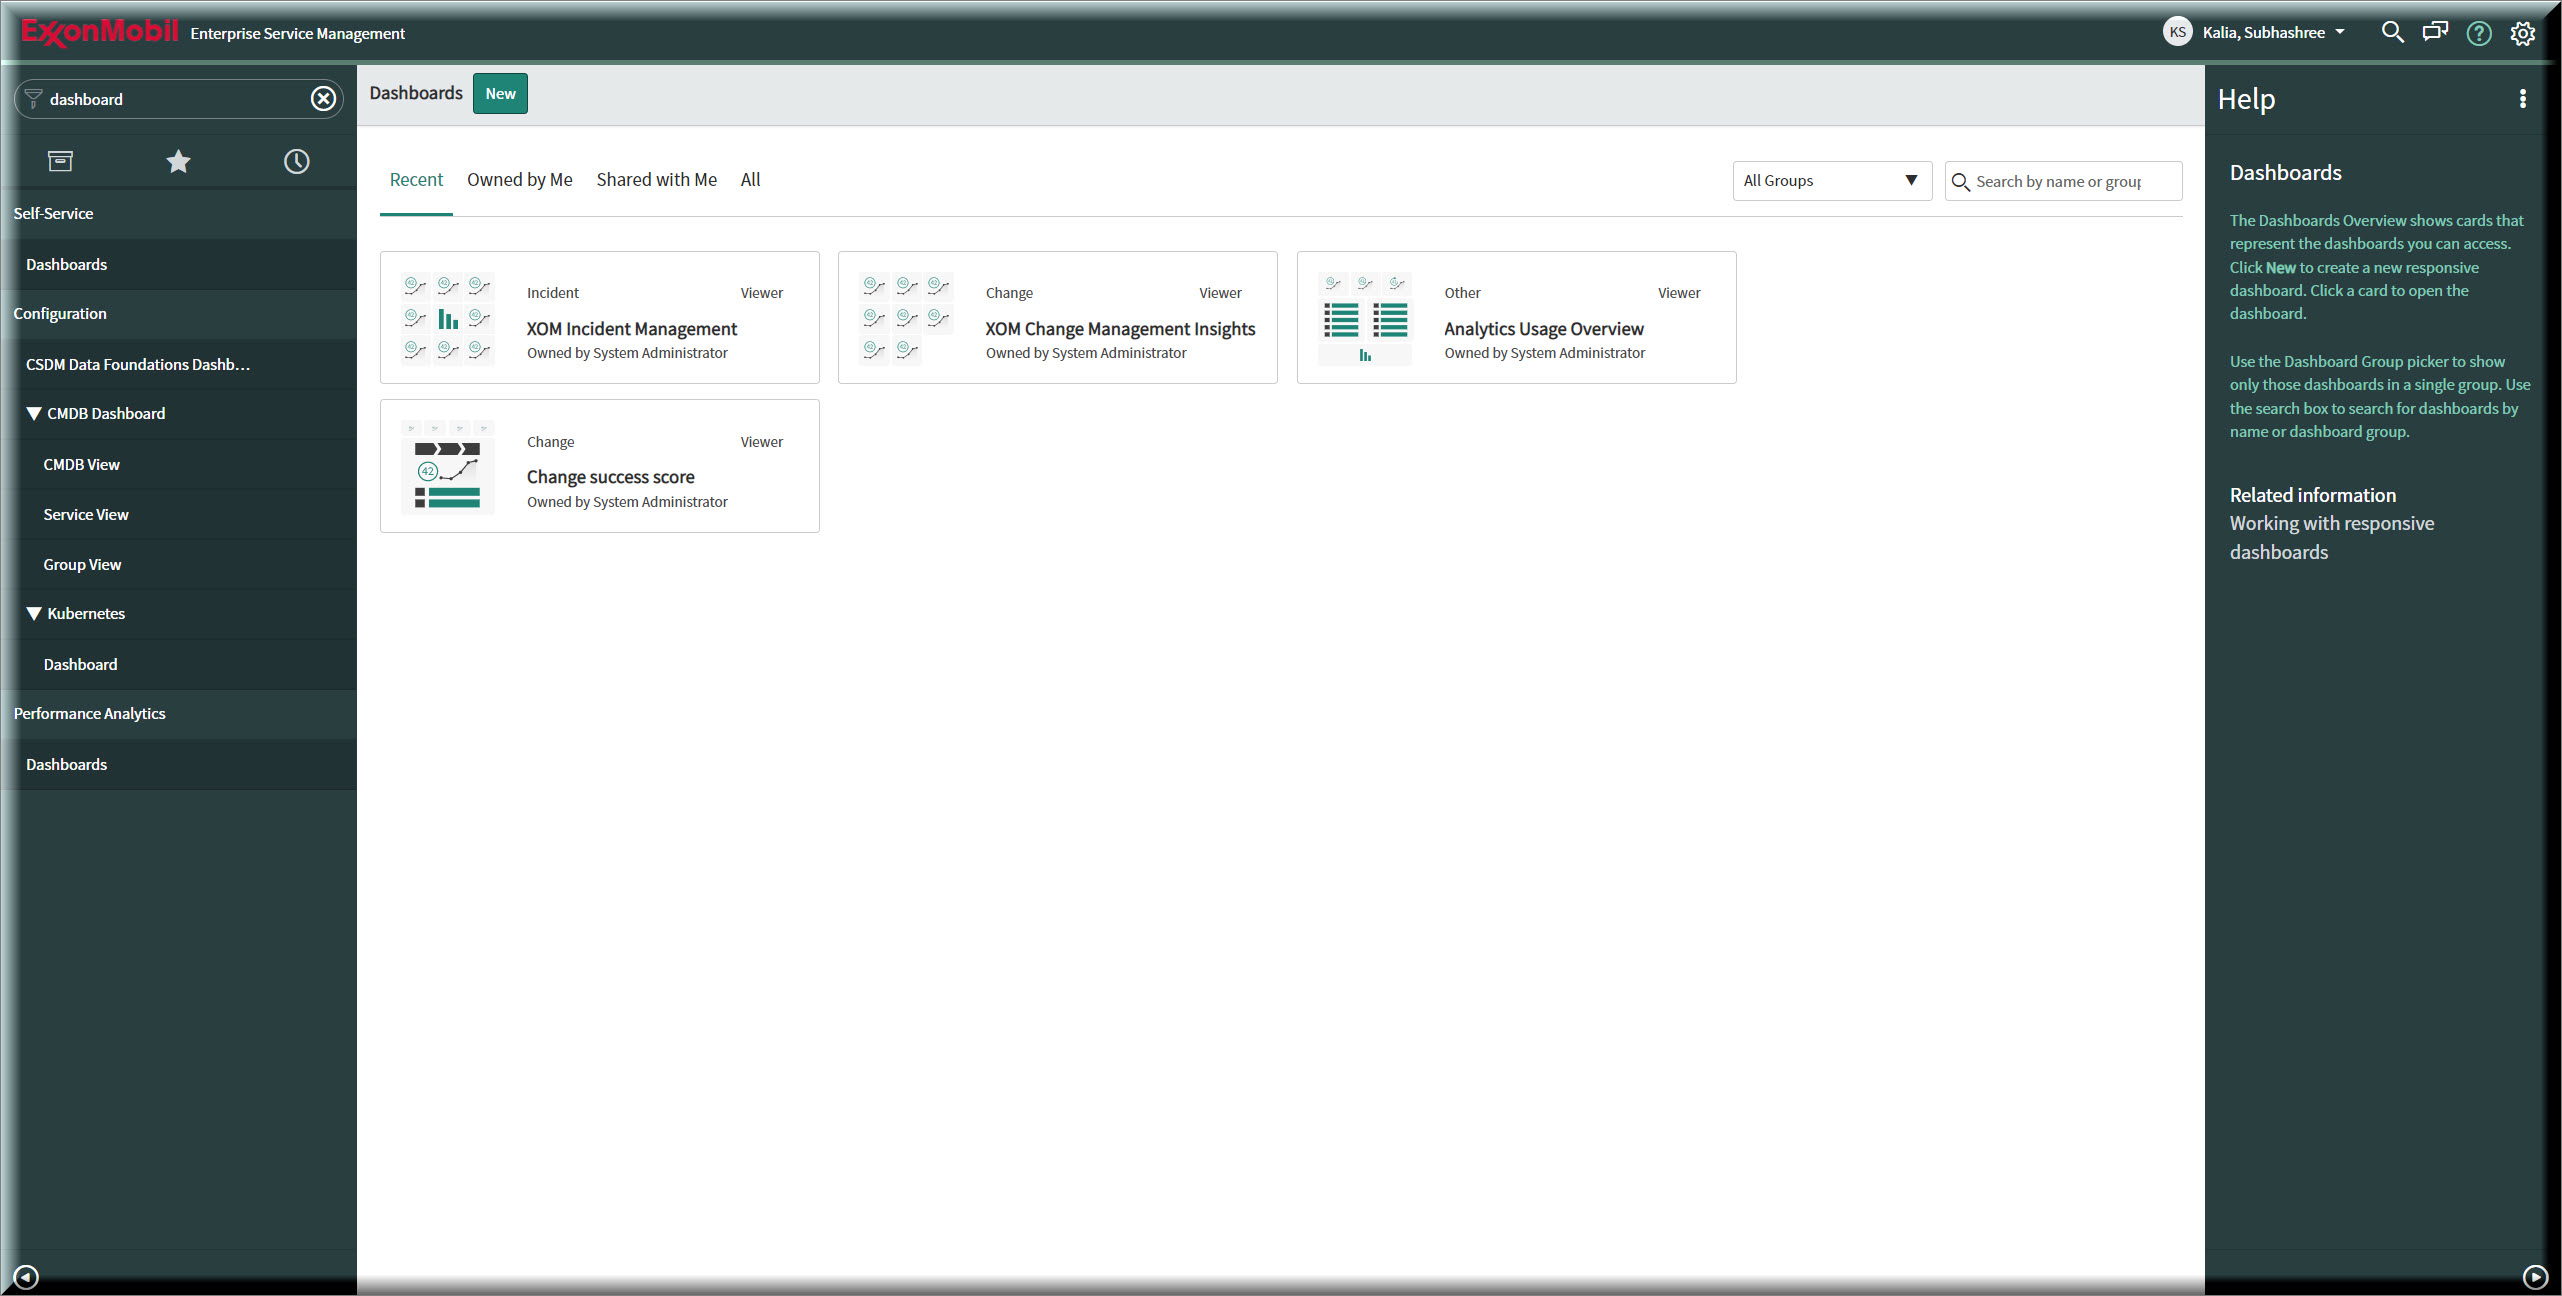 ExxonMobil Enterprise Service Management
KS Kalia, Subhashree
dashboard
Self-Service
Dashboards
Configuration
CSDM Data Foundations Dashb...
CMDB Dashboard
CMDB View
Service View
Group View
Kubernetes
Dashboard
Performance Analytics
Dashboards
Dashboards New
Recent Owned by Me Shared with Me All
All Groups
Search by name or group
Incident Viewer
XOM Incident Management
Owned by System Administrator
Change Viewer
XOM Change Management Insights
Owned by System Administrator
Other Viewer
Analytics Usage Overview
Owned by System Administrator
42
Change Viewer
Change success score
Owned by System Administrator
Help
Dashboards
The Dashboards Overview shows cards that
represent the dashboards you can access.
Click New to create a new responsive
dashboard. Click a card to open the
dashboard.
Use the Dashboard Group picker to show
only those dashboards in a single group. Use
the search box to search for dashboards by
name or dashboard group.
Related information
Working with responsive
dashboards